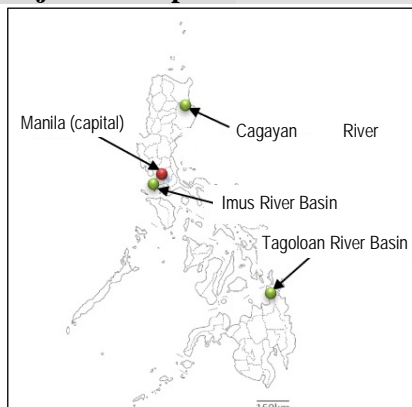 Manila (capital)
Cagayan River
Imus River Basin
Tagoloan River Basin